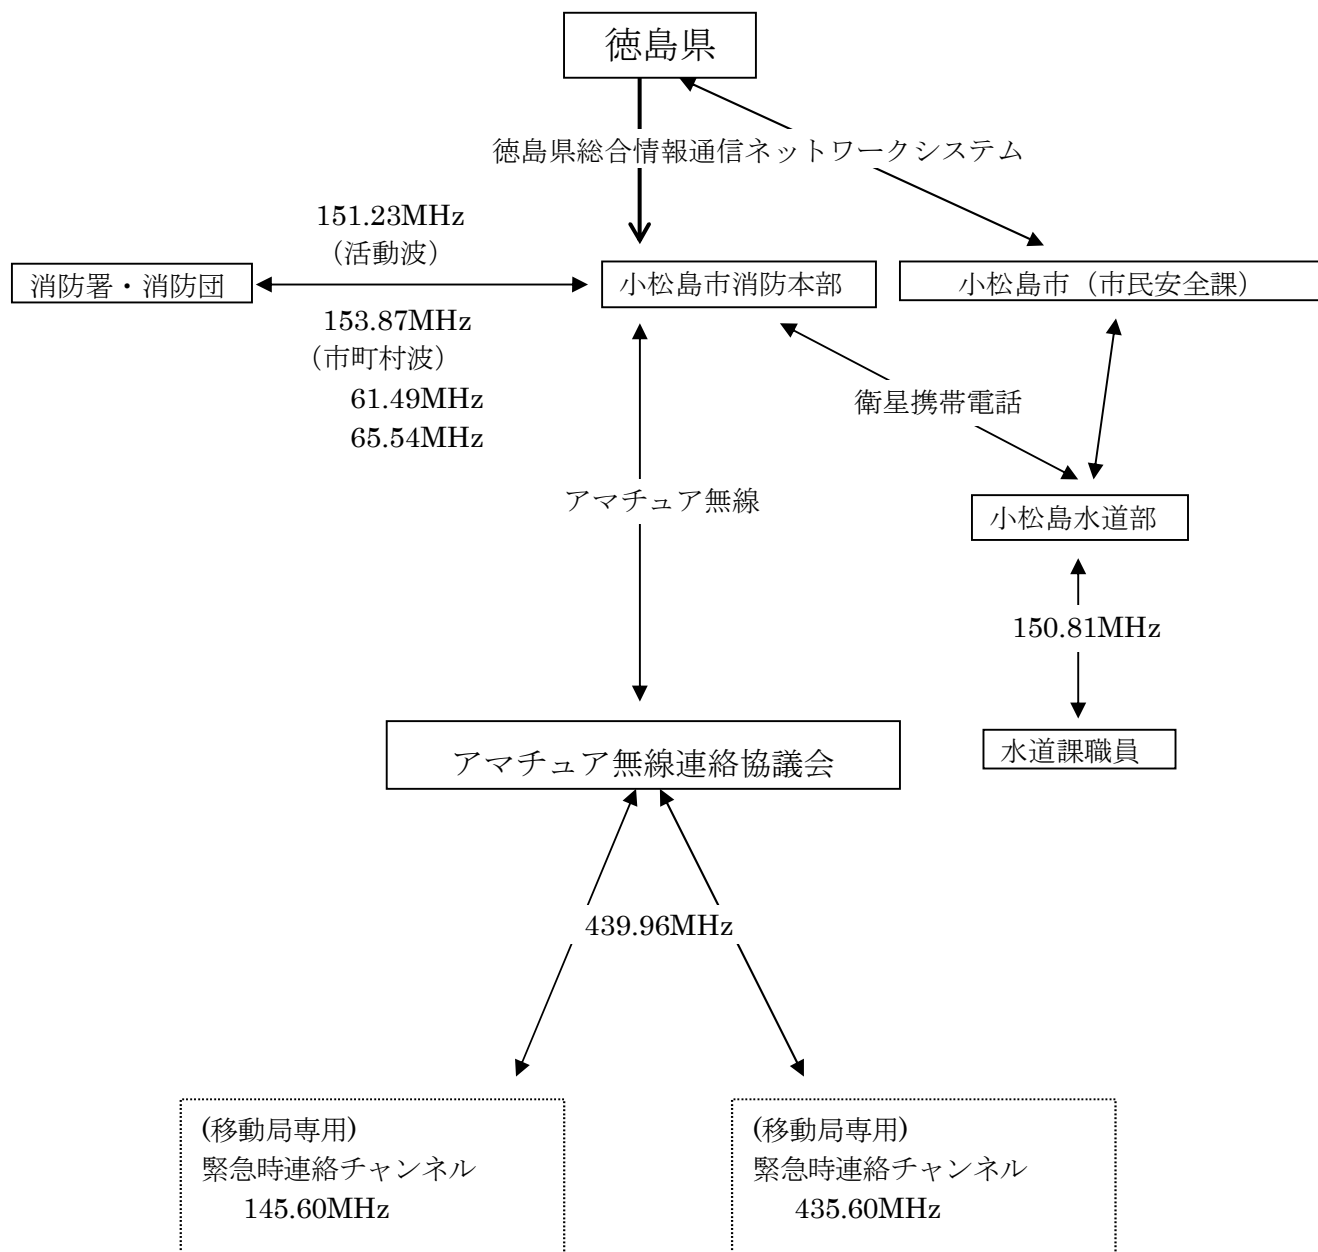 徳島県
徳島県総合情報通信ネットワークシステム
151.23MHz
（活動波）
消防署・消防団
小松島市消防本部
小松島市（市民安全課）
153.87MHz
（市町村波）
61.49MHz
65.54MHz
衛星携帯電話
アマチュア無線
小松島水道部
150.81MHz
水道課職員
アマチュア無線連絡協議会
439.96MHz
(移動局専用)
緊急時連絡チャンネル
145.60MHz
(移動局専用)
緊急時連絡チャンネル
435.60MHz